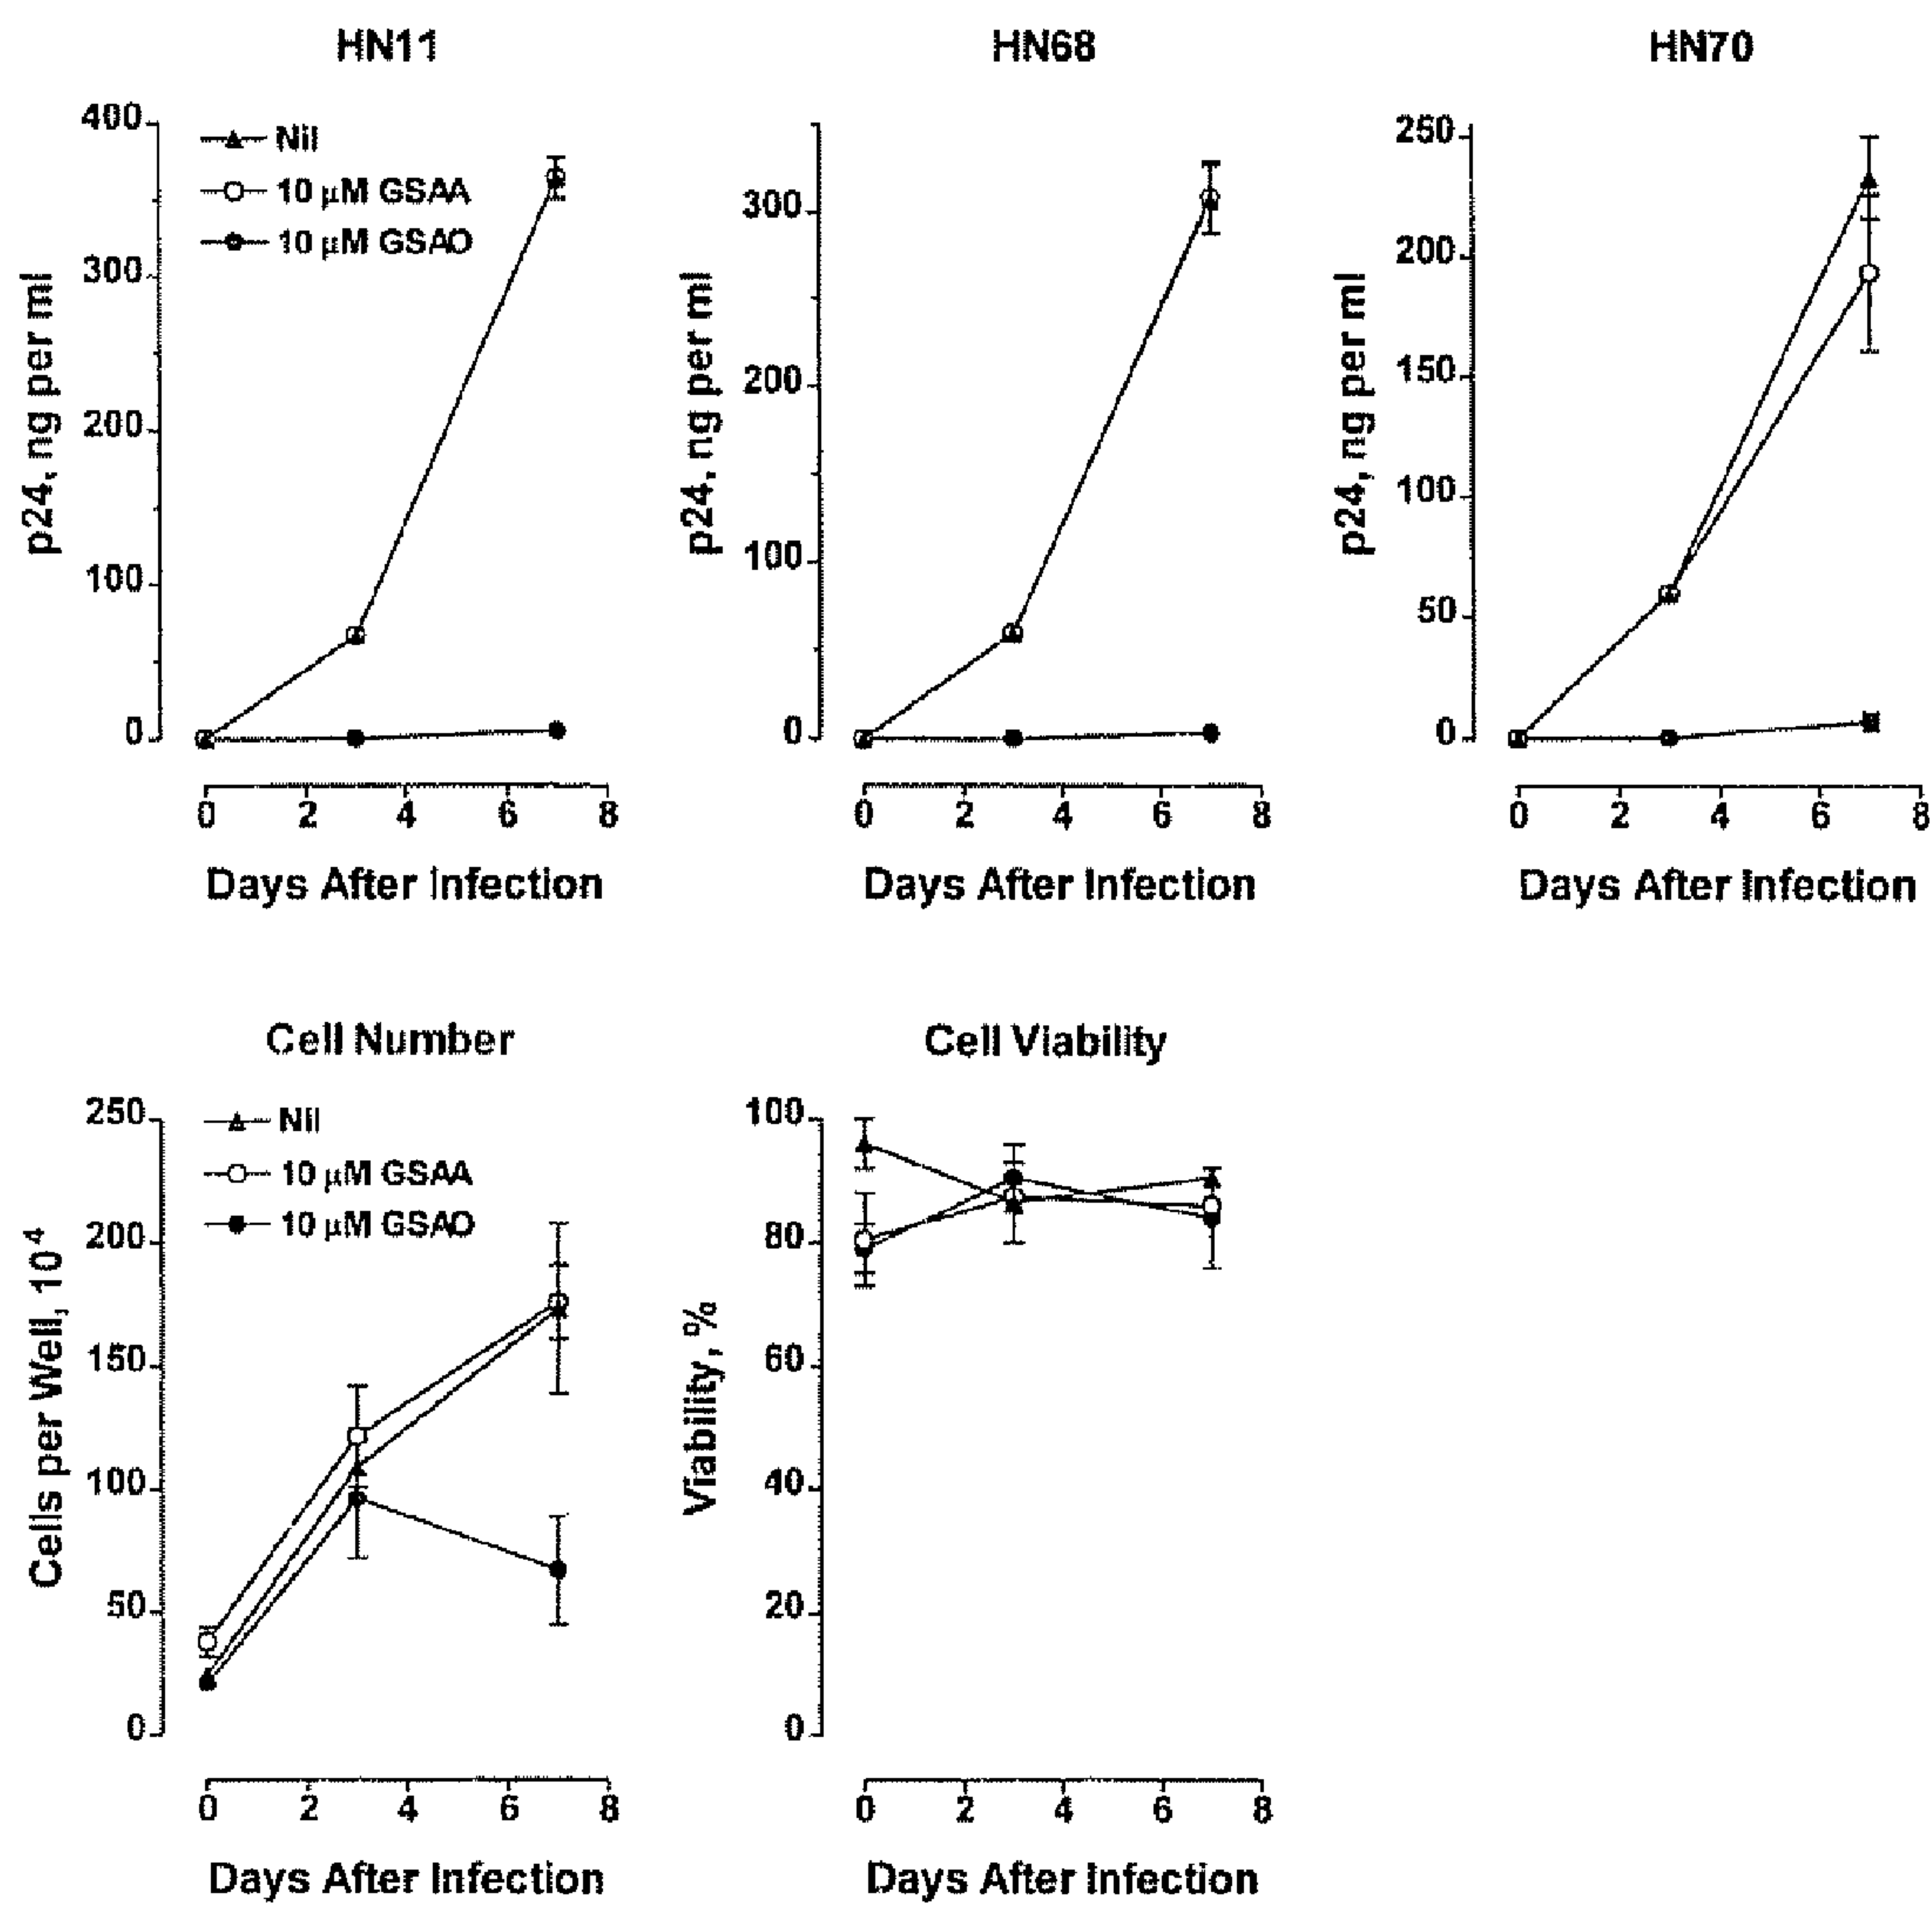 HN11
400
300
200
100
0
p24, ng per ml
Nil
10 µM GSAA
10 µM GSAO
0 2 4 6 8
Days After Infection
HN68
300
200
100
0
p24, ng per ml
0 2 4 6 8
Days After Infection
HN70
250
200
150
100
50
0
p24, ng per ml
0 2 4 6 8
Days After Infection
Cell Number
250
200
150
100
50
0
Cells per Well, 10⁴
Nil
10 µM GSAA
10 µM GSAO
0 2 4 6 8
Days After Infection
Cell Viability
100
80
60
40
20
0
Viability, %
0 2 4 6 8
Days After Infection